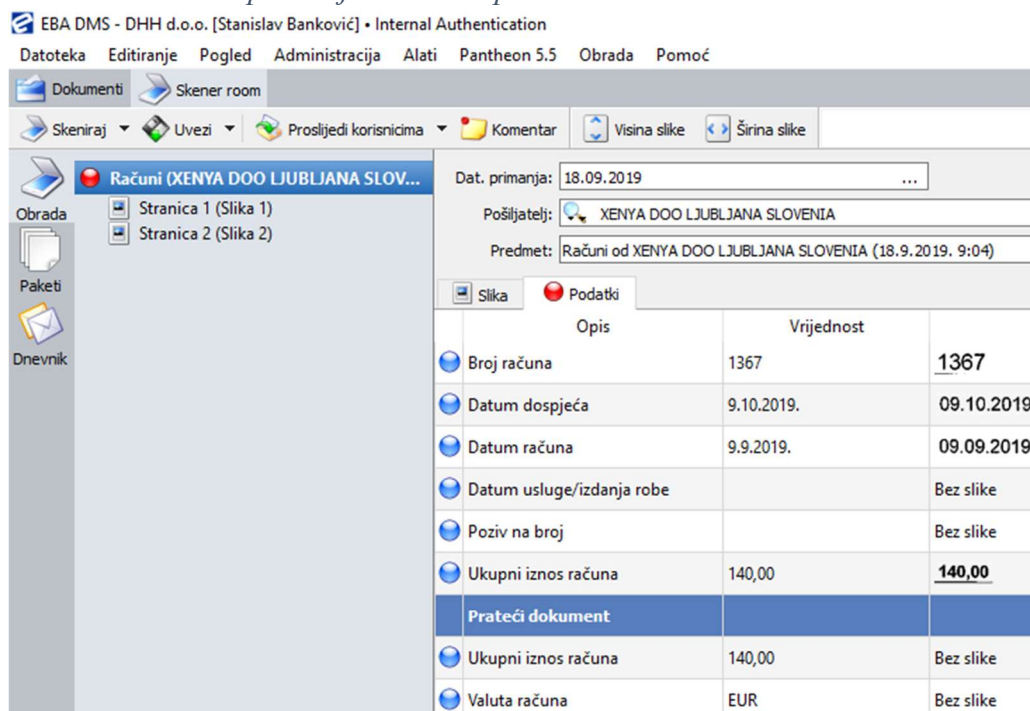 EBA DMS - DHH d.o.o. [Stanislav Banković] • Internal Authentication
Datoteka Editiranje Pogled Administracija Alati Pantheon 5.5 Obrada Pomoć
Dokumenti Skener room
Skeniraj Uvezi Proslijedi korisnicima Komentar Visina slike Širina slike
Obrada
Paketi
Dnevnik
Računi (XENYA DOO LJUBLJANA SLOV...
Stranica 1 (Slika 1)
Stranica 2 (Slika 2)
Dat. primanja: 18.09.2019 ...
Pošiljatelj: XENYA DOO LJUBLJANA SLOVENIA
Predmet: Računi od XENYA DOO LJUBLJANA SLOVENIA (18.9.2019. 9:04)
Slika Podatki
Opis Vrijednost
Broj računa 1367 1367
Datum dospjeća 9.10.2019. 09.10.2019
Datum računa 9.9.2019. 09.09.2019
Datum usluge/izdanja robe Bez slike
Poziv na broj Bez slike
Ukupni iznos računa 140,00 140,00
Prateći dokument
Ukupni iznos računa 140,00 Bez slike
Valuta računa EUR Bez slike